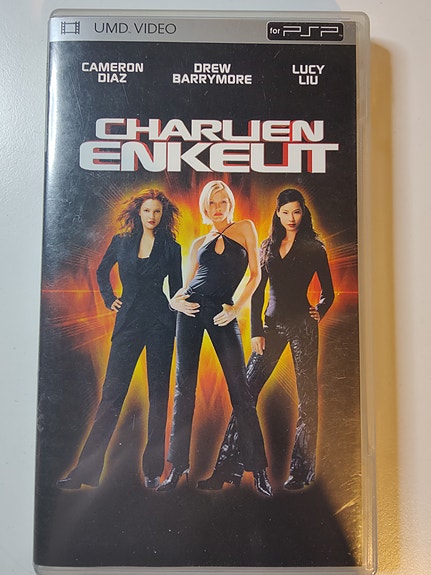 UMD. VIDEO
for PSP
CAMERON DIAZ
DREW BARRYMORE
LUCY LIU
CHARLIEN
ENKELIT